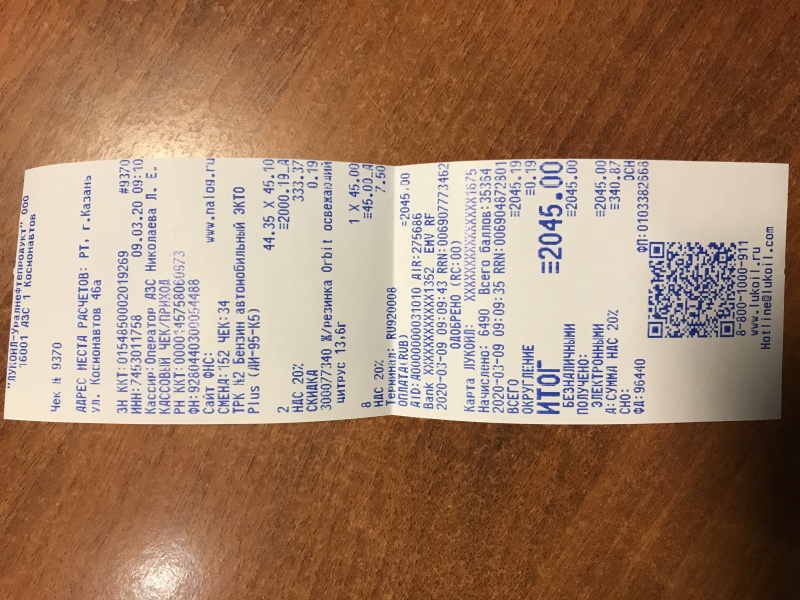 "ЛУКОЙЛ-Уралнефтепродукт" ООО
16001 АЗС 1 Космонавтов
Чек № 9370
АДРЕС МЕСТА РАСЧЕТОВ: РТ, г.Казань
ул. Космонавтов 46а
ЗН ККТ: 0154850002019269 #9370
ИНН:7453011758 09.03.20 09:10
Кассир:Оператор АЗС Николаева Л. Е.
КАССОВЫЙ ЧЕК/ПРИХОД
РН ККТ:0000145758060973
ФН:9280440300954488
Сайт ФНС: www.nalog.ru
СМЕНА:152 ЧЕК:34
ТРК №2 Бензин автомобильный ЭКТО
Plus (АИ-95-К5)
44.35 X 45.10
2 ≡2000.19_А
НДС 20% 333.37
СКИДКА 0.19
300077340 Ж/резинка Orbit освежающий
цитрус 13,6г
1 X 45.00
8 ≡45.00_А
НДС 20% 7.50
Терминал: RU920008
ОПЛАТА(RUB) =2045.00
AID:A0000000031010 AIR:275686
Bank XXXXXXXXXXXX1352 EMV RF
2020-03-09 09:09:43 RRN:006907773462
ОДОБРЕНО (RC:00)
Карта ЛУКОЙЛ: XXXXXXXXXXXXXXX1675
Начислено: 6490 Всего баллов:35354
2020-03-09 09:09:35 RRN:006904872301
ВСЕГО ≡2045.19
ОКРУГЛЕНИЕ ≡0.19
ИТОГ ≡2045.00
БЕЗНАЛИЧНЫМИ ≡2045.00
ПОЛУЧЕНО:
ЭЛЕКТРОННЫМИ ≡2045.00
А:СУММА НДС 20% ≡340.87
СНО: ОСН
ФД:96440 ФП:0103382568
8-800-1000-911
www.lukoil.ru
Hotline@lukoil.com